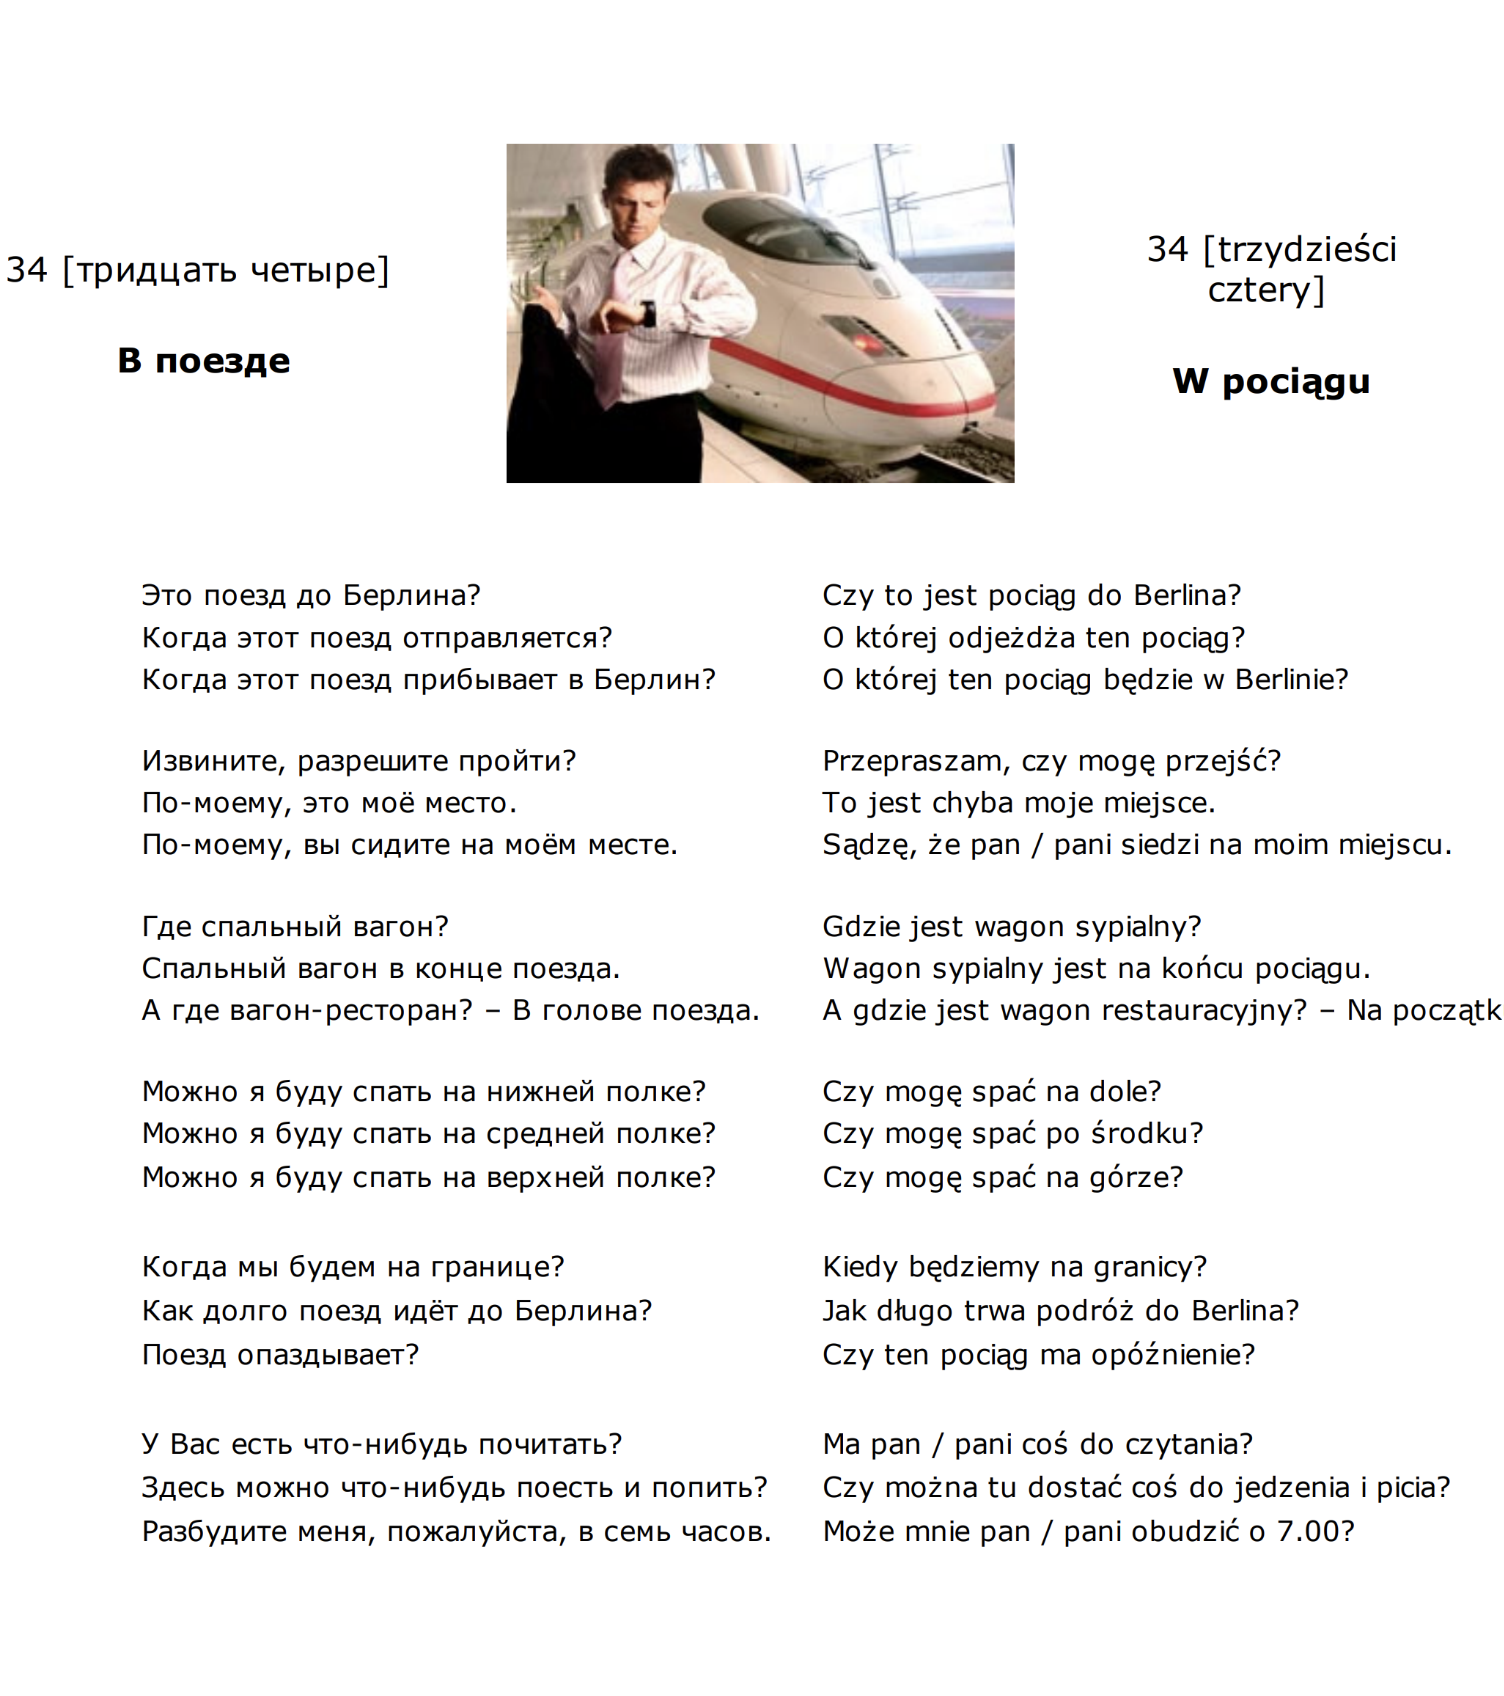 34 [тридцать четыре]
В поезде
34 [trzydzieści
cztery]
W pociągu
Это поезд до Берлина?
Czy to jest pociąg do Berlina?
Когда этот поезд отправляется?
O której odjeżdża ten pociąg?
Когда этот поезд прибывает в Берлин?
O której ten pociąg będzie w Berlinie?
Извините, разрешите пройти?
Przepraszam, czy mogę przejść?
По-моему, это моё место.
To jest chyba moje miejsce.
По-моему, вы сидите на моём месте.
Sądzę, że pan / pani siedzi na moim miejscu.
Где спальный вагон?
Gdzie jest wagon sypialny?
Спальный вагон в конце поезда.
Wagon sypialny jest na końcu pociągu.
А где вагон-ресторан? – В голове поезда.
A gdzie jest wagon restauracyjny? – Na początk
Можно я буду спать на нижней полке?
Czy mogę spać na dole?
Можно я буду спать на средней полке?
Czy mogę spać po środku?
Можно я буду спать на верхней полке?
Czy mogę spać na górze?
Когда мы будем на границе?
Kiedy będziemy na granicy?
Как долго поезд идёт до Берлина?
Jak długo trwa podróż do Berlina?
Поезд опаздывает?
Czy ten pociąg ma opóźnienie?
У Вас есть что-нибудь почитать?
Ma pan / pani coś do czytania?
Здесь можно что-нибудь поесть и попить?
Czy można tu dostać coś do jedzenia i picia?
Разбудите меня, пожалуйста, в семь часов.
Może mnie pan / pani obudzić o 7.00?